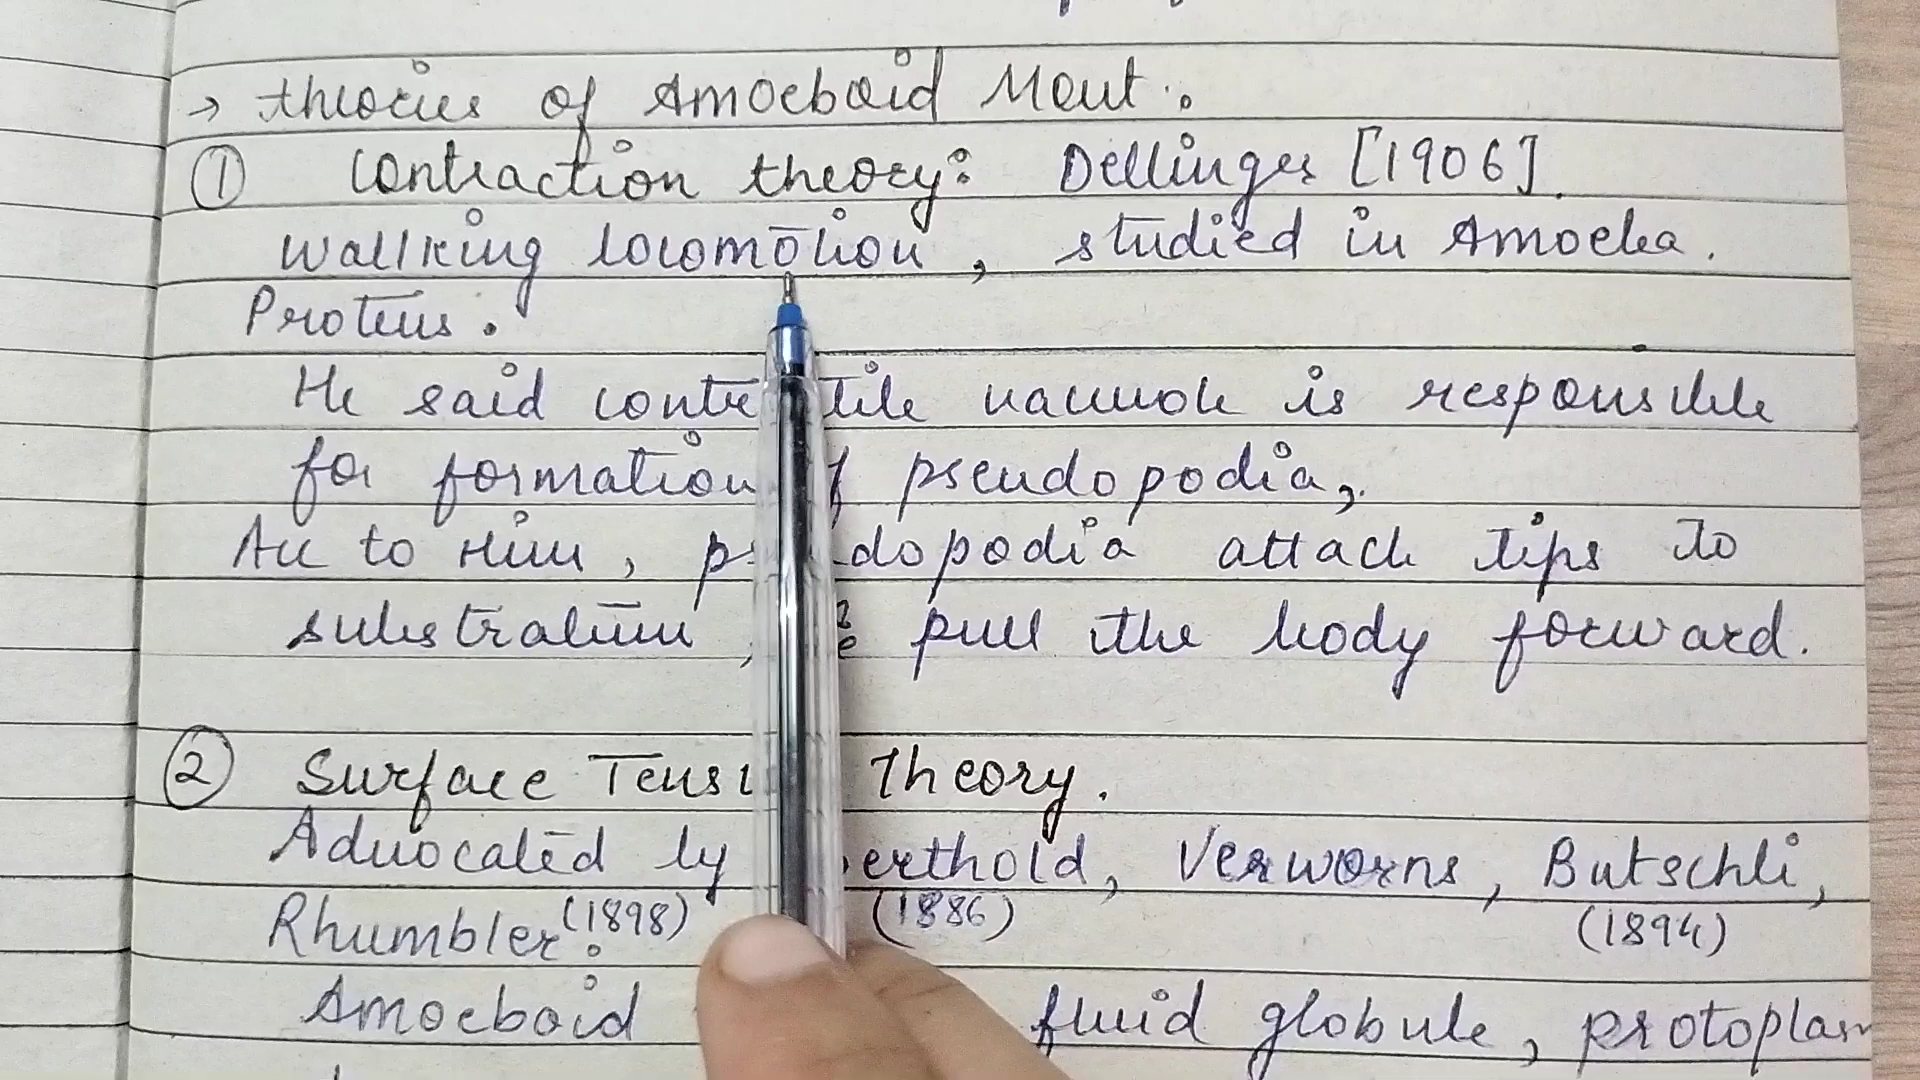 → theories of Amoeboid Mvmt.
① Contraction theory: Dellinger [1906].
Walking locomotion, studied in Amoeba.
Proteus.
He said contractile vacuole is responsible
for formation of pseudopodia,
Acc to Him, pseudopodia attach tips to
substratum, & pull the body forward.
② Surface Tension Theory.
Advocated by Berthold, Verworns, Butschli,
Rhumbler: (1898) (1886) (1894)
Amoeboid fluid globule, protoplasm